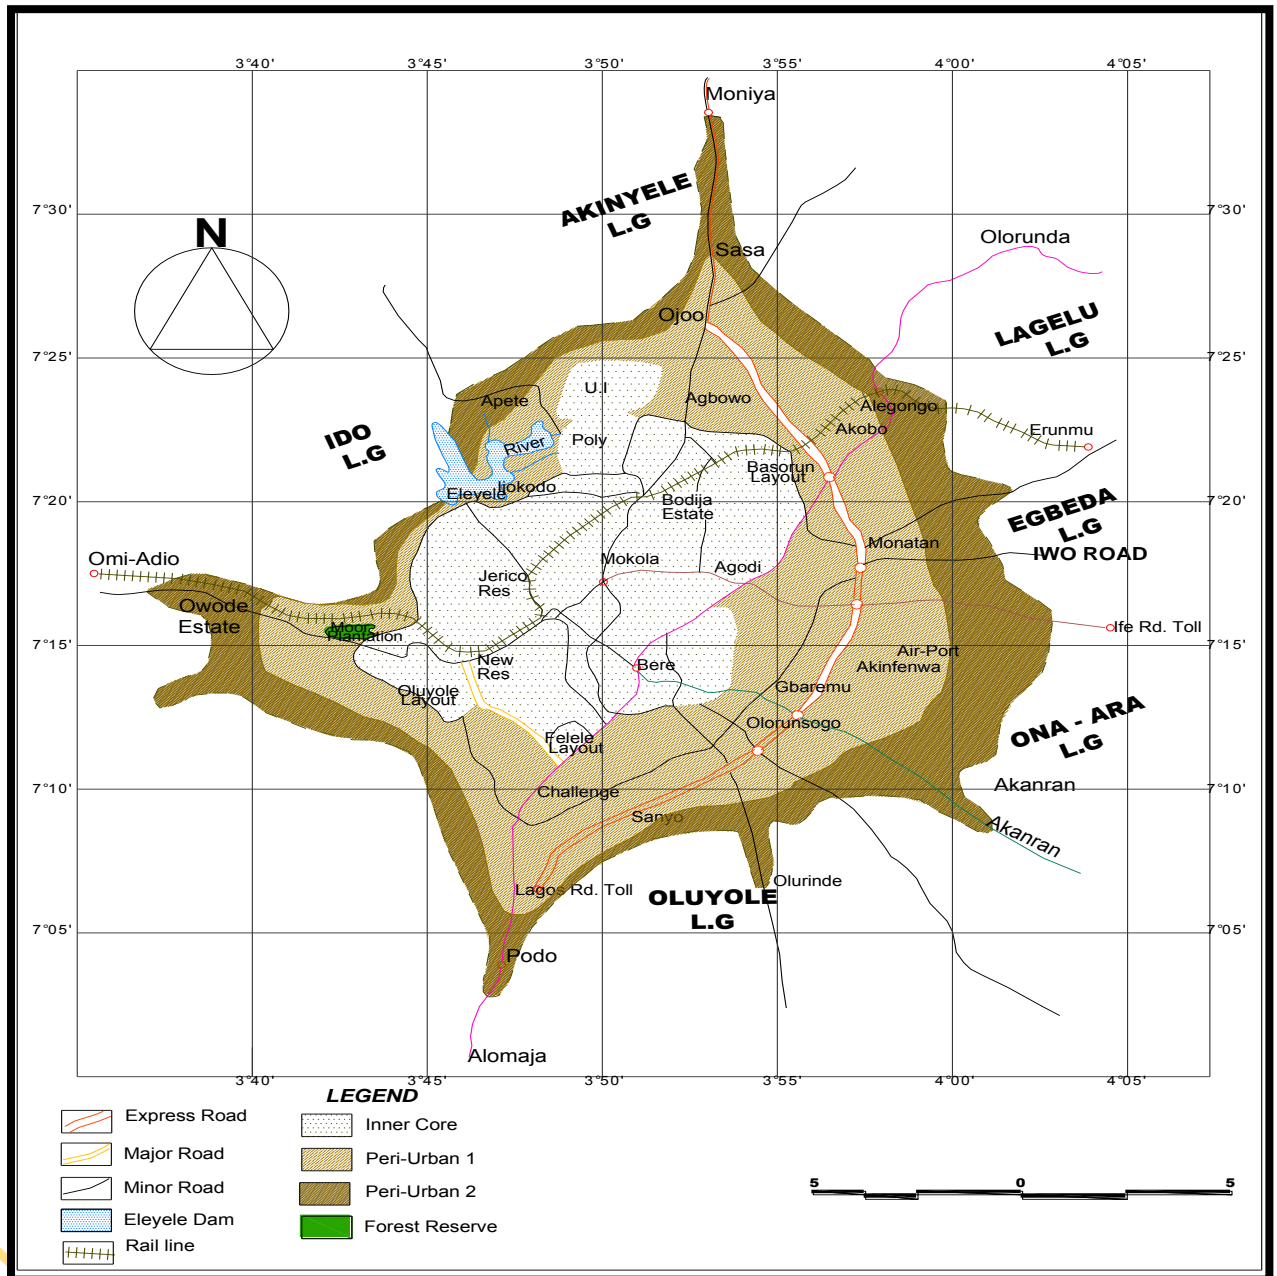 3°40' 3°45' 3°50' 3°55' 4°00' 4°05'
Moniya
AKINYELE
L.G
7°30' 7°30'
N
Olorunda
Sasa
LAGELU
L.G
Ojoo
7°25' 7°25'
U.I
Apete
Agbowo
Alegongo
Akobo
Erunmu
IDO
L.G
River
Poly
Basorun
Layout
Eleyele
Ijokodo
Bodija
Estate
7°20' 7°20'
EGBEDA
L.G
Monatan
IWO ROAD
Omi-Adio
Mokola
Agodi
Jerico
Res
Owode
Estate
Moor
Plantation
Ife Rd. Toll
7°15' 7°15'
Air-Port
Akinfenwa
New
Res
Bere
Oluyole
Layout
Gbaremu
Olorunsogo
ONA - ARA
L.G
Felele
Layout
7°10' 7°10'
Challenge
Akanran
Sanyo
Akanran
Lagos Rd. Toll
Olurinde
OLUYOLE
L.G
7°05' 7°05'
Podo
Alomaja
3°40' 3°45' 3°50' 3°55' 4°00' 4°05'
LEGEND
Express Road
Major Road
Minor Road
Eleyele Dam
Rail line
Inner Core
Peri-Urban 1
Peri-Urban 2
Forest Reserve
5 0 5